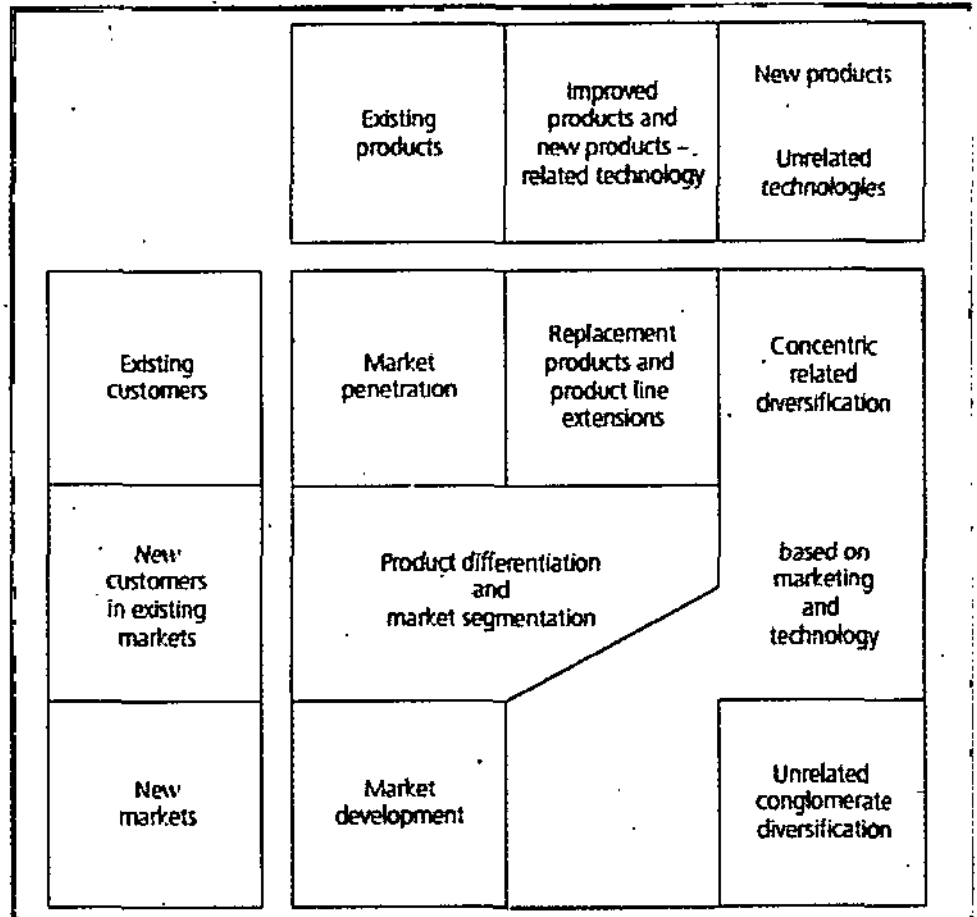 Existing
products
Improved
products and
new products –
related technology
New products
Unrelated
technologies
Existing
customers
Market
penetration
Replacement
products and
product line
extensions
Concentric
related
diversification
New
customers
in existing
markets
Product differentiation
and
market segmentation
based on
marketing
and
technology
New
markets
Market
development
Unrelated
conglomerate
diversification